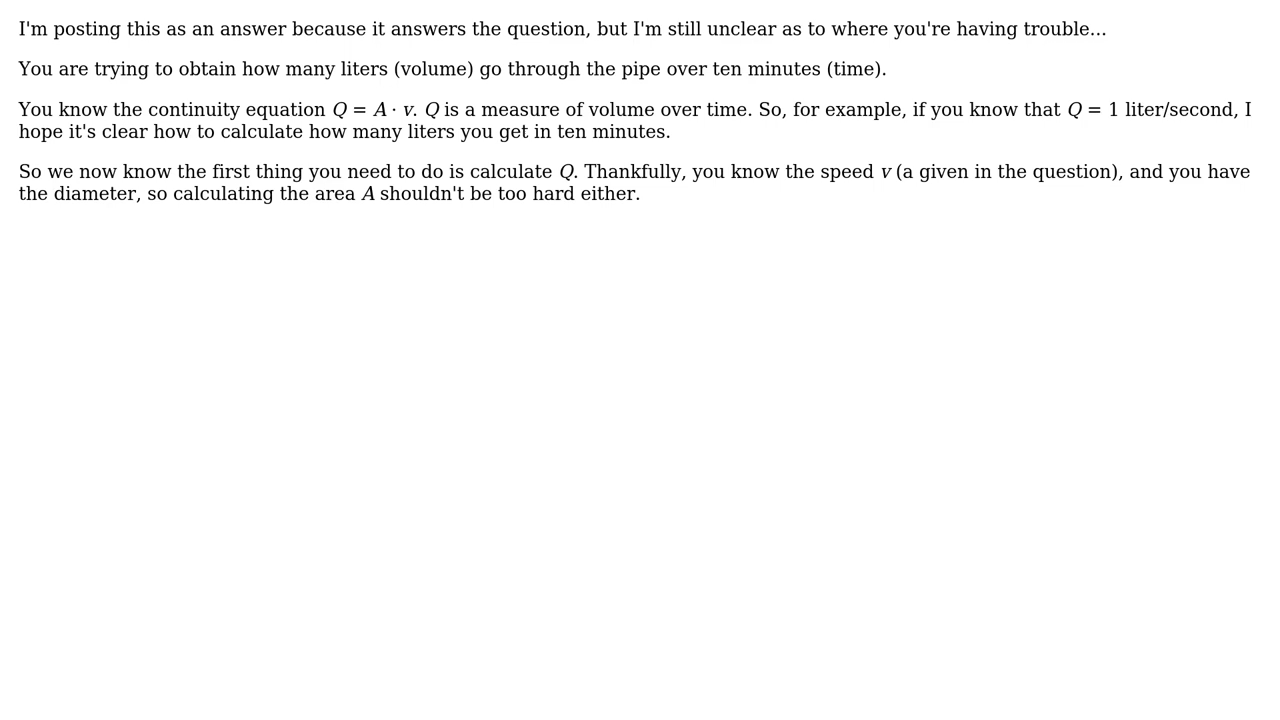 I'm posting this as an answer because it answers the question, but I'm still unclear as to where you're having trouble...
You are trying to obtain how many liters (volume) go through the pipe over ten minutes (time).
You know the continuity equation Q = A · v. Q is a measure of volume over time. So, for example, if you know that Q = 1 liter/second, I
hope it's clear how to calculate how many liters you get in ten minutes.
So we now know the first thing you need to do is calculate Q. Thankfully, you know the speed v (a given in the question), and you have
the diameter, so calculating the area A shouldn't be too hard either.